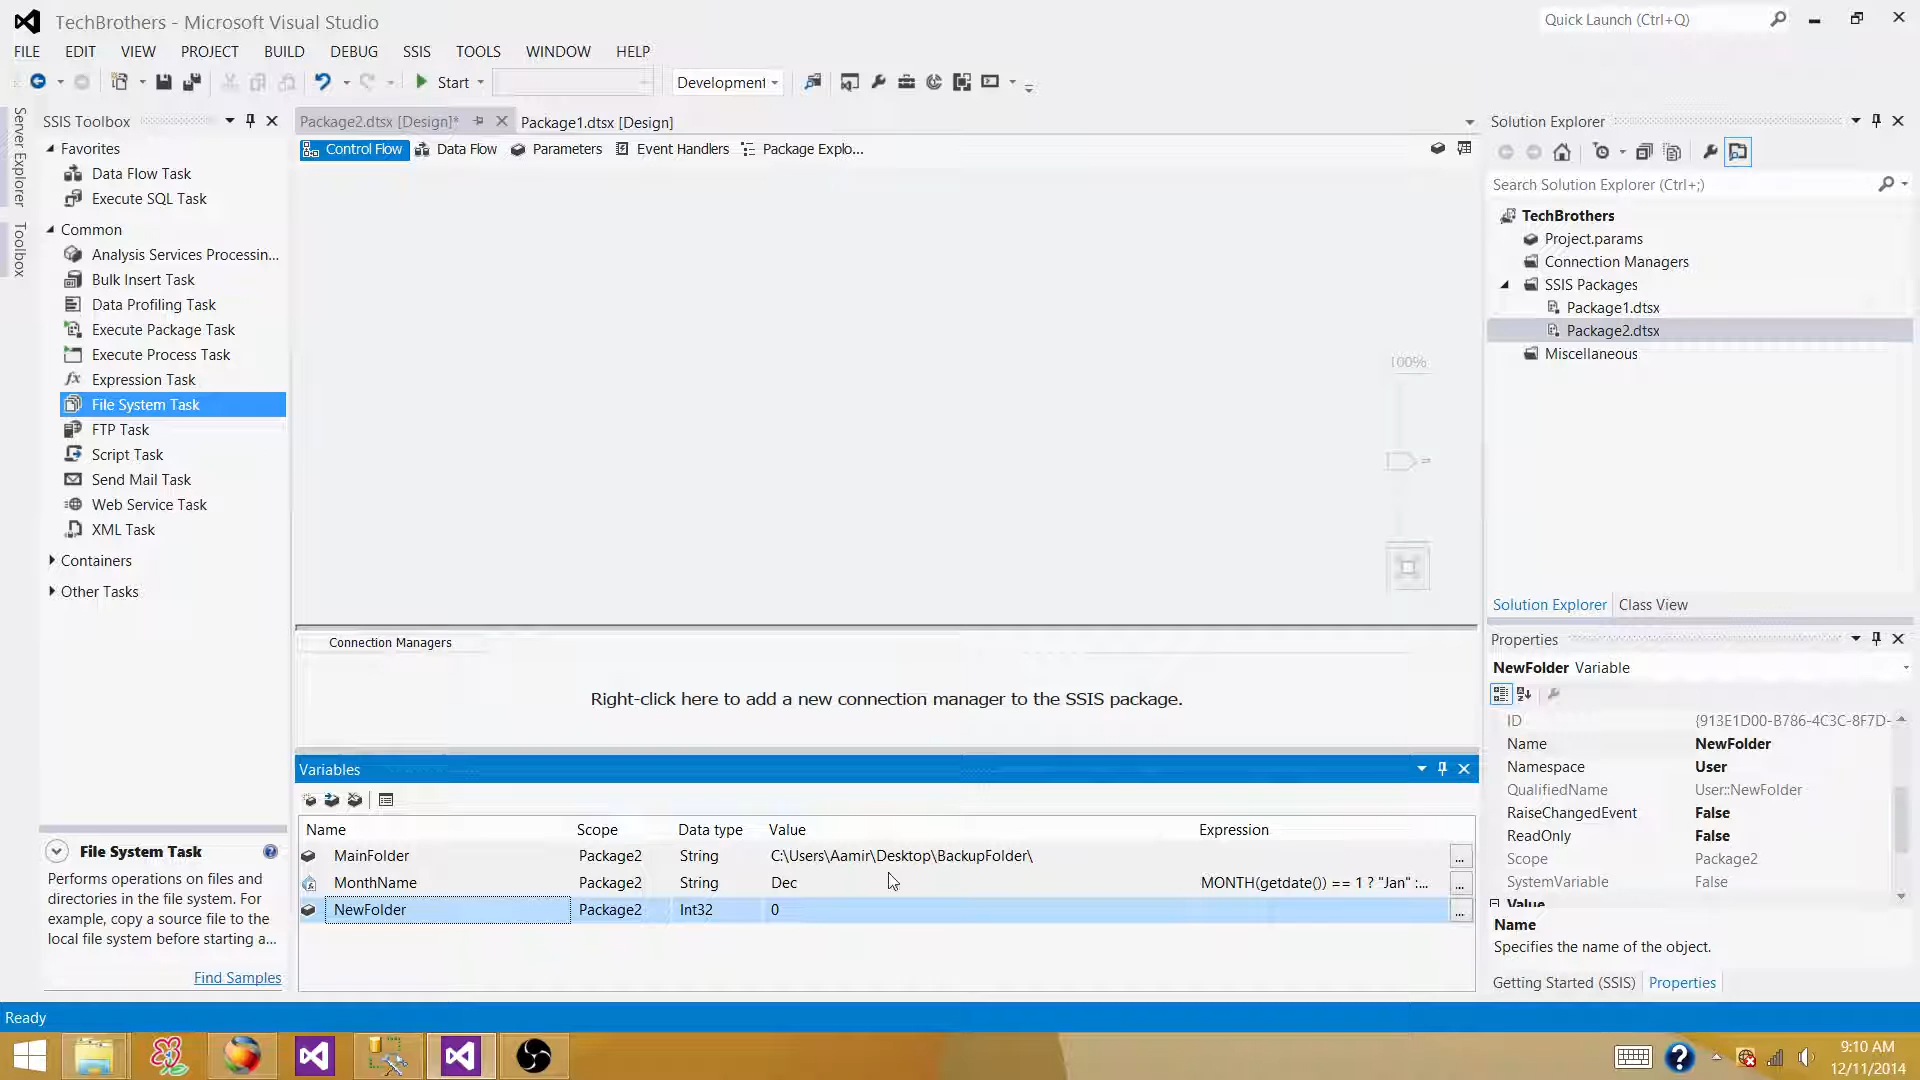 TechBrothers - Microsoft Visual Studio
Quick Launch (Ctrl+Q)
FILE EDIT VIEW PROJECT BUILD DEBUG SSIS TOOLS WINDOW HELP
Start Development
Server Explorer
Toolbox
SSIS Toolbox
Favorites
Data Flow Task
Execute SQL Task
Common
Analysis Services Processin...
Bulk Insert Task
Data Profiling Task
Execute Package Task
Execute Process Task
Expression Task
File System Task
FTP Task
Script Task
Send Mail Task
Web Service Task
XML Task
Containers
Other Tasks
File System Task
Performs operations on files and
directories in the file system. For
example, copy a source file to the
local file system before starting a...
Find Samples
Package2.dtsx [Design]* Package1.dtsx [Design]
Control Flow Data Flow Parameters Event Handlers Package Explo...
100%
Connection Managers
Right-click here to add a new connection manager to the SSIS package.
Variables
Name Scope Data type Value Expression
MainFolder Package2 String C:\Users\Aamir\Desktop\BackupFolder\ ...
MonthName Package2 String Dec MONTH(getdate()) == 1 ? "Jan" :... ...
NewFolder Package2 Int32 0 ...
Solution Explorer
Search Solution Explorer (Ctrl+;)
TechBrothers
Project.params
Connection Managers
SSIS Packages
Package1.dtsx
Package2.dtsx
Miscellaneous
Solution Explorer Class View
Properties
NewFolder Variable
ID {913E1D00-B786-4C3C-8F7D-
Name NewFolder
Namespace User
QualifiedName User::NewFolder
RaiseChangedEvent False
ReadOnly False
Scope Package2
SystemVariable False
Value
Name
Specifies the name of the object.
Getting Started (SSIS) Properties
Ready
9:10 AM
12/11/2014